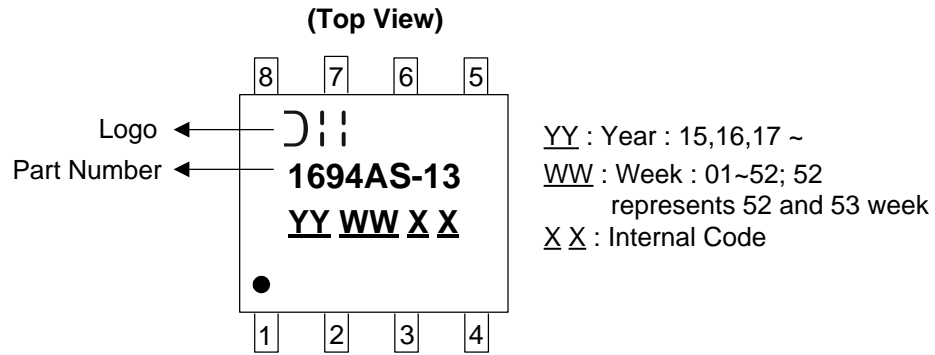 (Top View)
8 7 6 5
Logo
Part Number
1694AS-13
YY WW X X
1 2 3 4
YY : Year : 15,16,17 ~
WW : Week : 01~52; 52
represents 52 and 53 week
X X : Internal Code